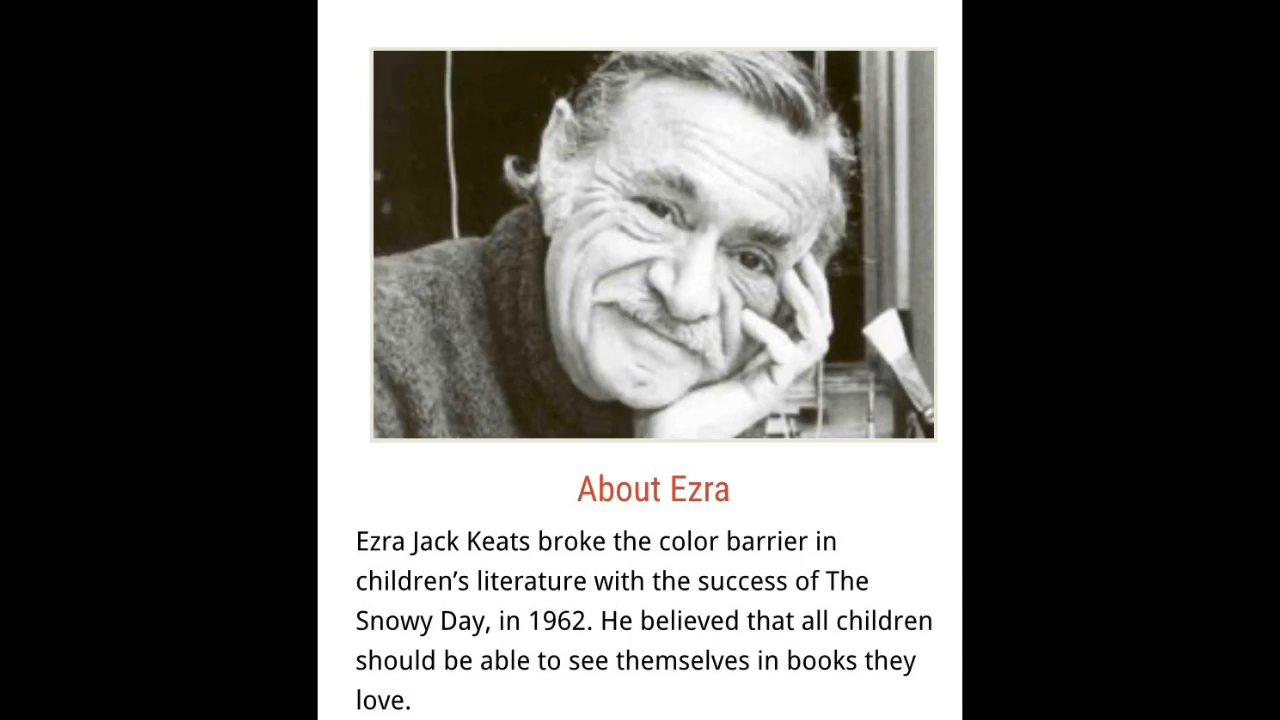 About Ezra
Ezra Jack Keats broke the color barrier in
children’s literature with the success of The
Snowy Day, in 1962. He believed that all children
should be able to see themselves in books they
love.